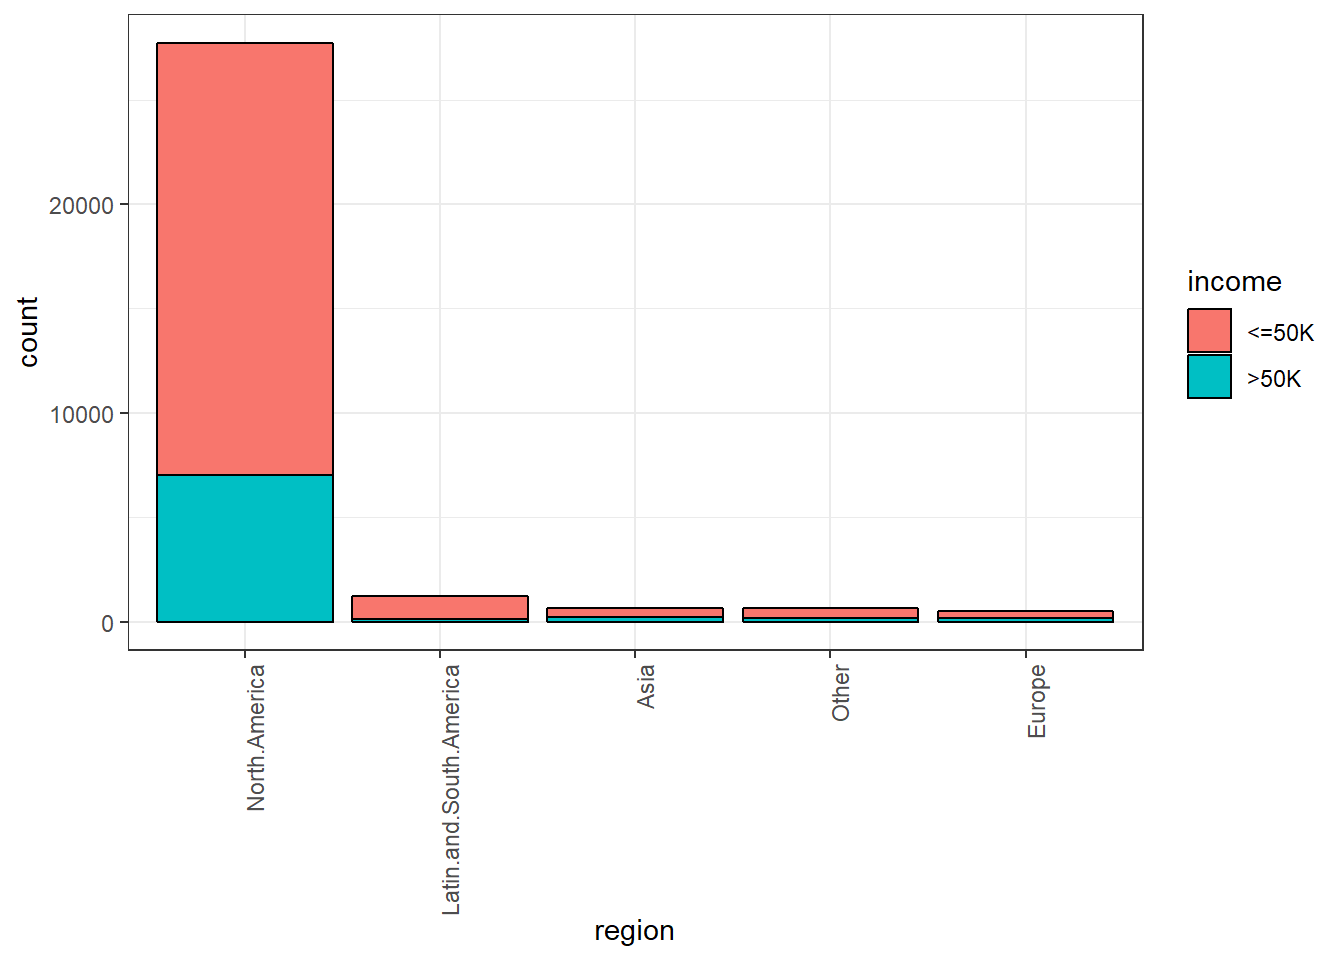 20000
10000
0
count
North.America
Latin.and.South.America
Asia
Other
Europe
region
income
<=50K
>50K